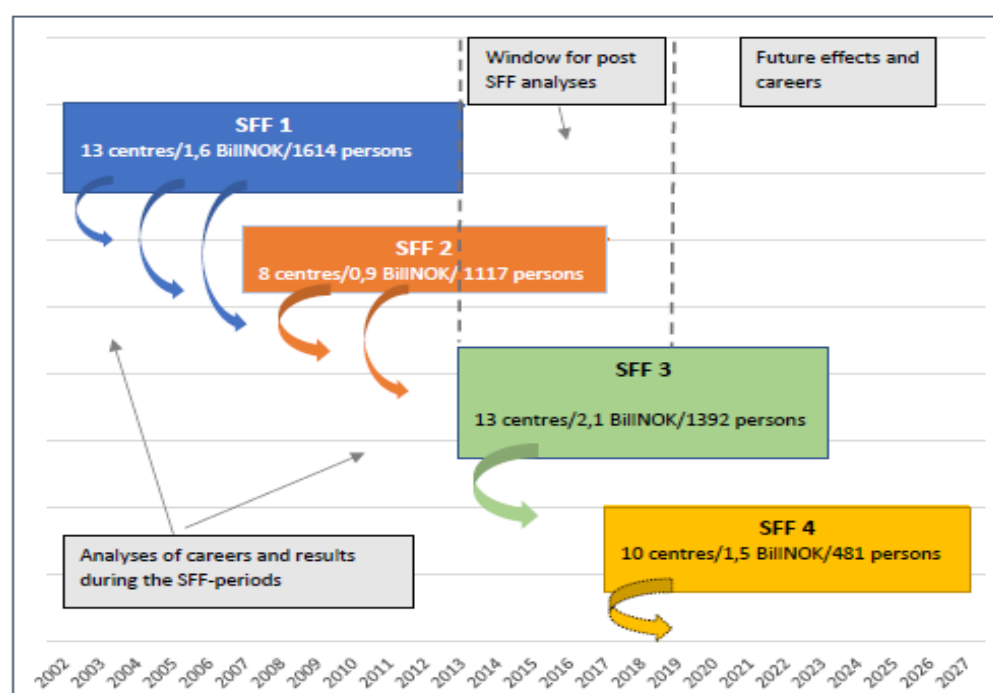 Window for post
SFF analyses
Future effects and
careers
SFF 1
13 centres/1,6 BillNOK/1614 persons
SFF 2
8 centres/0,9 BillNOK/ 1117 persons
SFF 3
13 centres/2,1 BillNOK/1392 persons
SFF 4
10 centres/1,5 BillNOK/481 persons
Analyses of careers and results
during the SFF-periods
2002 2003 2004 2005 2006 2007 2008 2009 2010 2011 2012 2013 2014 2015 2016 2017 2018 2019 2020 2021 2022 2023 2024 2025 2026 2027